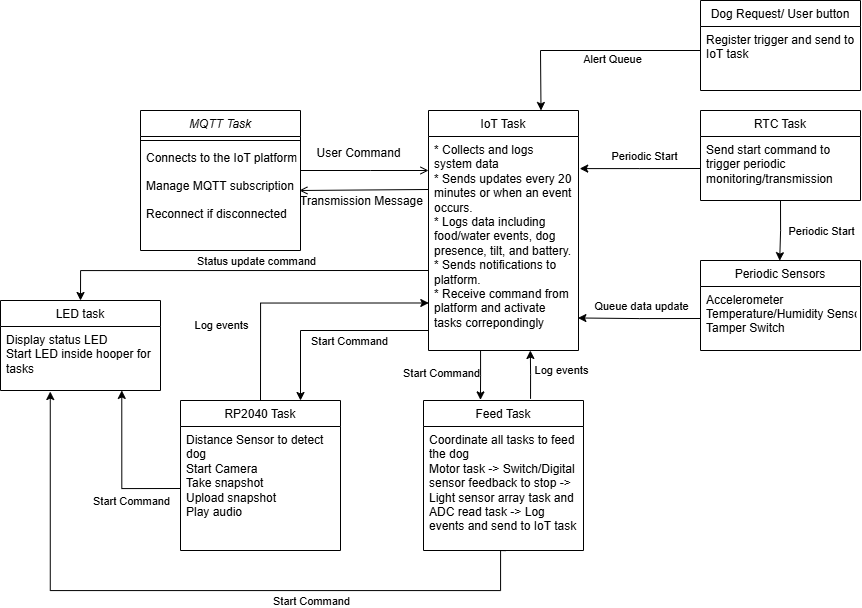 Dog Request/ User button
Register trigger and send to
IoT task
Alert Queue
MQTT Task
Connects to the IoT platform
Manage MQTT subscription
Reconnect if disconnected
User Command
Transmission Message
IoT Task
* Collects and logs
system data
* Sends updates every 20
minutes or when an event
occurs.
* Logs data including
food/water events, dog
presence, tilt, and battery.
* Sends notifications to
platform.
* Receive command from
platform and activate
tasks correpondingly
Periodic Start
RTC Task
Send start command to
trigger periodic
monitoring/transmission
Periodic Start
Status update command
Periodic Sensors
Accelerometer
Temperature/Humidity Senso
Tamper Switch
Queue data update
LED task
Display status LED
Start LED inside hooper for
tasks
Log events
Start Command
Start Command
Log events
RP2040 Task
Distance Sensor to detect
dog
Start Camera
Take snapshot
Upload snapshot
Play audio
Feed Task
Coordinate all tasks to feed
the dog
Motor task -> Switch/Digital
sensor feedback to stop ->
Light sensor array task and
ADC read task -> Log
events and send to IoT task
Start Command
Start Command